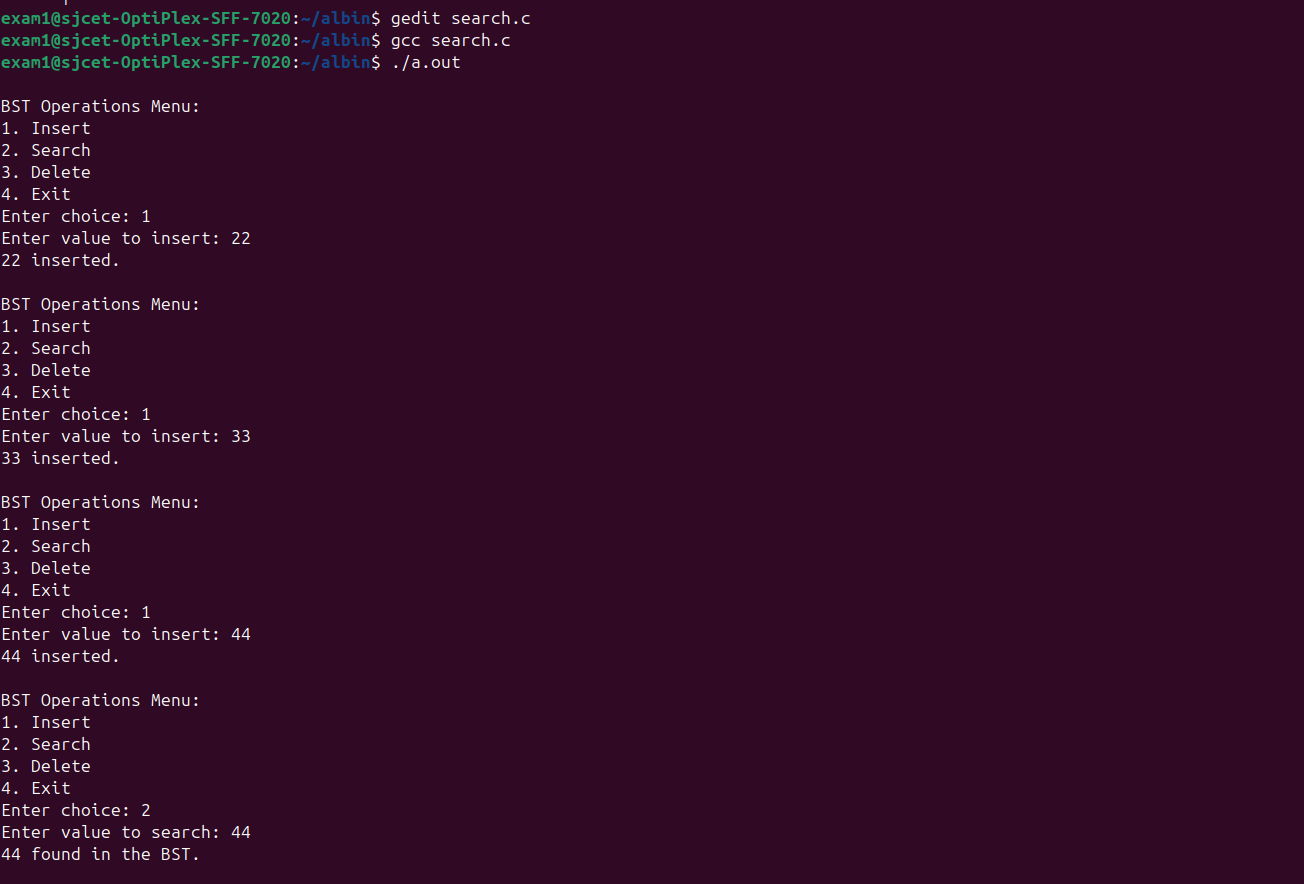 exam1@sjcet-OptiPlex-SFF-7020:~/albin$ gedit search.c
exam1@sjcet-OptiPlex-SFF-7020:~/albin$ gcc search.c
exam1@sjcet-OptiPlex-SFF-7020:~/albin$ ./a.out
BST Operations Menu:
1. Insert
2. Search
3. Delete
4. Exit
Enter choice: 1
Enter value to insert: 22
22 inserted.
BST Operations Menu:
1. Insert
2. Search
3. Delete
4. Exit
Enter choice: 1
Enter value to insert: 33
33 inserted.
BST Operations Menu:
1. Insert
2. Search
3. Delete
4. Exit
Enter choice: 1
Enter value to insert: 44
44 inserted.
BST Operations Menu:
1. Insert
2. Search
3. Delete
4. Exit
Enter choice: 2
Enter value to search: 44
44 found in the BST.